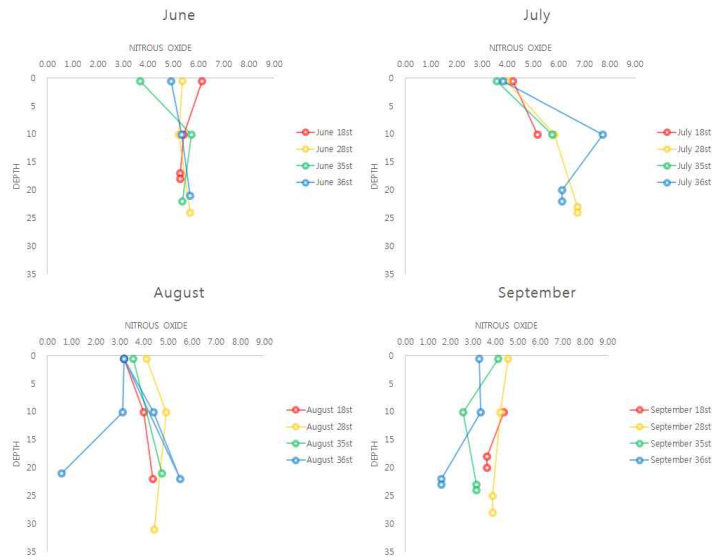 June
NITROUS OXIDE
0.00 1.00 2.00 3.00 4.00 5.00 6.00 7.00 8.00 9.00
0
5
10
15
20
25
30
35
DEPTH
June 18st
June 28st
June 35st
June 36st
July
NITROUS OXIDE
0.00 1.00 2.00 3.00 4.00 5.00 6.00 7.00 8.00 9.00
0
5
10
15
20
25
30
35
DEPTH
July 18st
July 28st
July 35st
July 36st
August
NITROUS OXIDE
0.00 1.00 2.00 3.00 4.00 5.00 6.00 7.00 8.00 9.00
0
5
10
15
20
25
30
35
DEPTH
August 18st
August 28st
August 35st
August 36st
September
NITROUS OXIDE
0.00 1.00 2.00 3.00 4.00 5.00 6.00 7.00 8.00 9.00
0
5
10
15
20
25
30
35
DEPTH
September 18st
September 28st
September 35st
September 36st